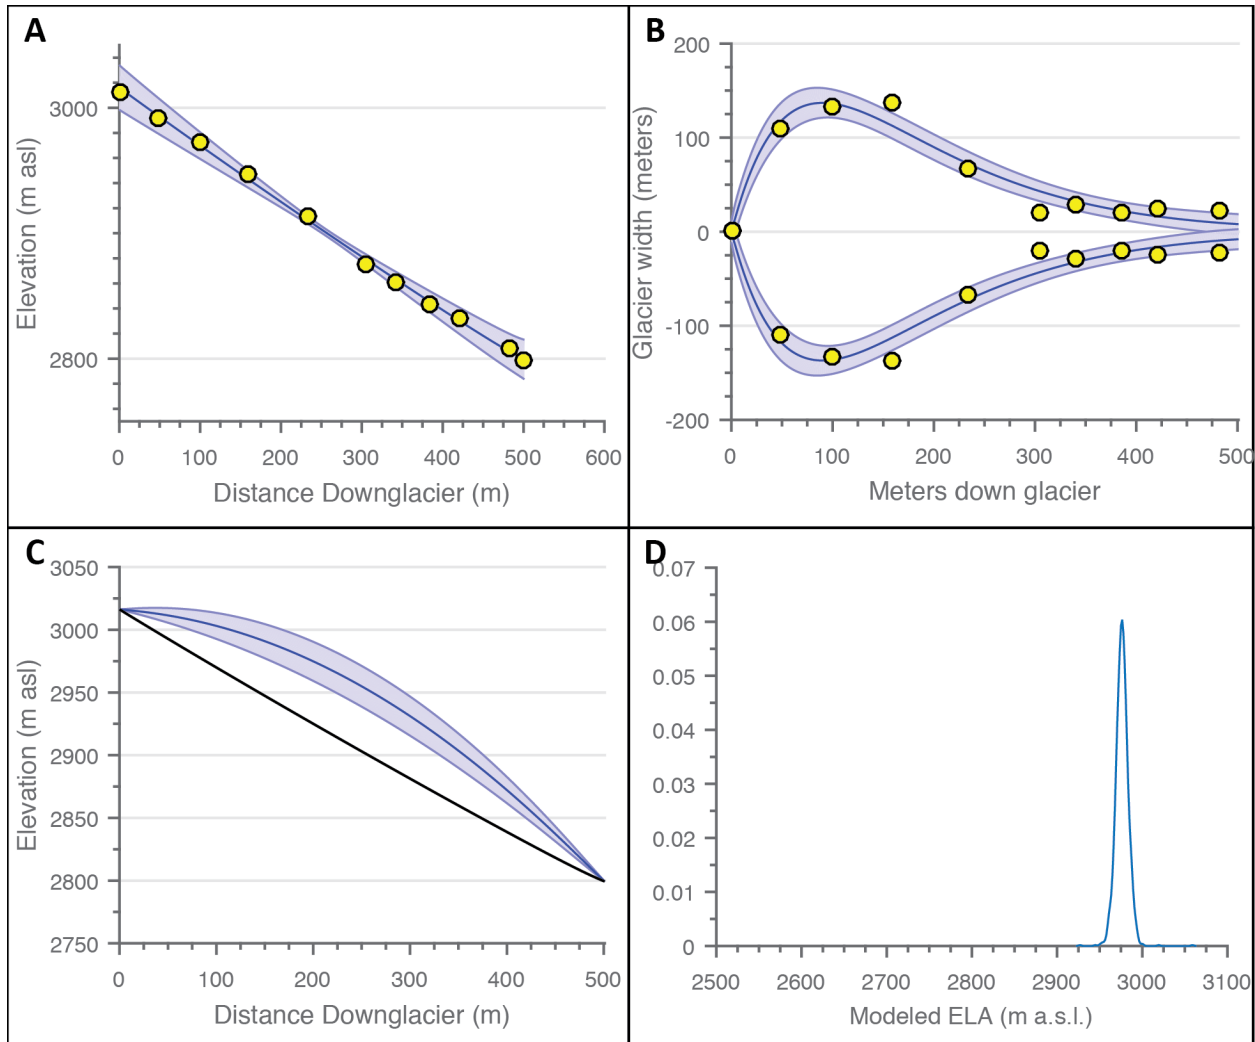 A
Elevation (m asl)
3000
2800
0 100 200 300 400 500 600
Distance Downglacier (m)
B
Glacier width (meters)
200
100
0
-100
-200
0 100 200 300 400 500
Meters down glacier
C
Elevation (m asl)
3050
3000
2950
2900
2850
2800
2750
0 100 200 300 400 500
Distance Downglacier (m)
D
0.07
0.06
0.05
0.04
0.03
0.02
0.01
0
2500 2600 2700 2800 2900 3000 3100
Modeled ELA (m a.s.l.)